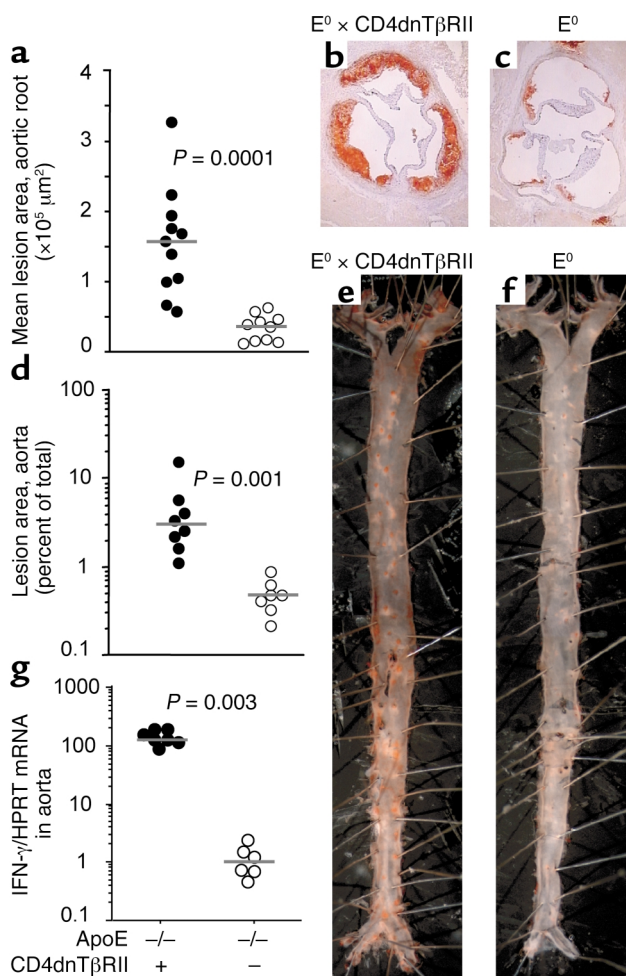 a
Mean lesion area, aortic root
(×10⁵ μm²)
4
3
2
1
0
P = 0.0001
E⁰ × CD4dnTβRII
b
E⁰
c
d
Lesion area, aorta
(percent of total)
100
10
1
0.1
P = 0.001
E⁰ × CD4dnTβRII
e
E⁰
f
g
IFN-γ/HPRT mRNA
in aorta
1000
100
10
1
0.1
P = 0.003
ApoE –/– –/–
CD4dnTβRII + –